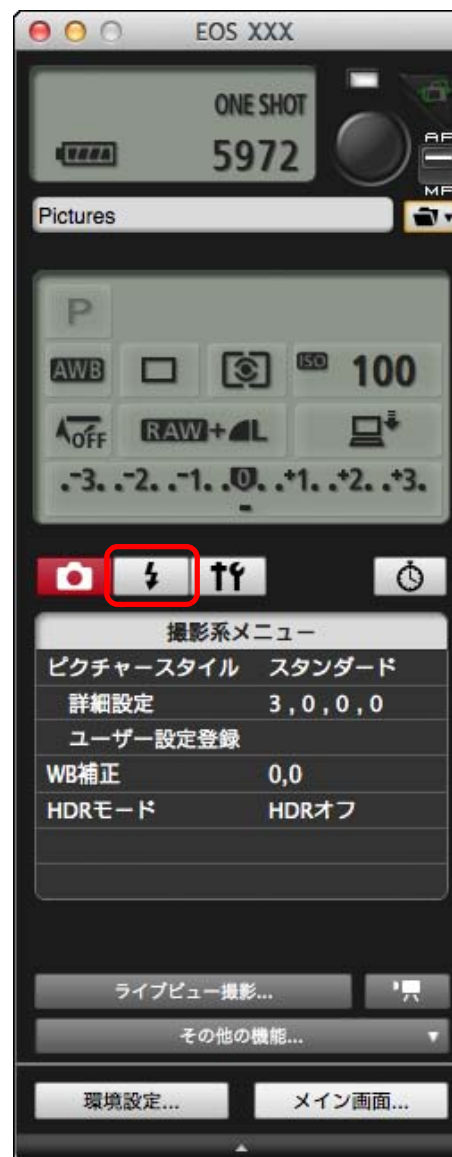 EOS XXX
ONE SHOT
5972
AF
MF
Pictures
P
AWB ISO 100
OFF RAW+L
.-3. .-2. .-1. .0. .+1. .+2. .+3.
撮影系メニュー
ピクチャースタイル スタンダード
詳細設定 3,0,0,0
ユーザー設定登録
WB補正 0,0
HDRモード HDRオフ
ライブビュー撮影...
その他の機能...
環境設定... メイン画面...